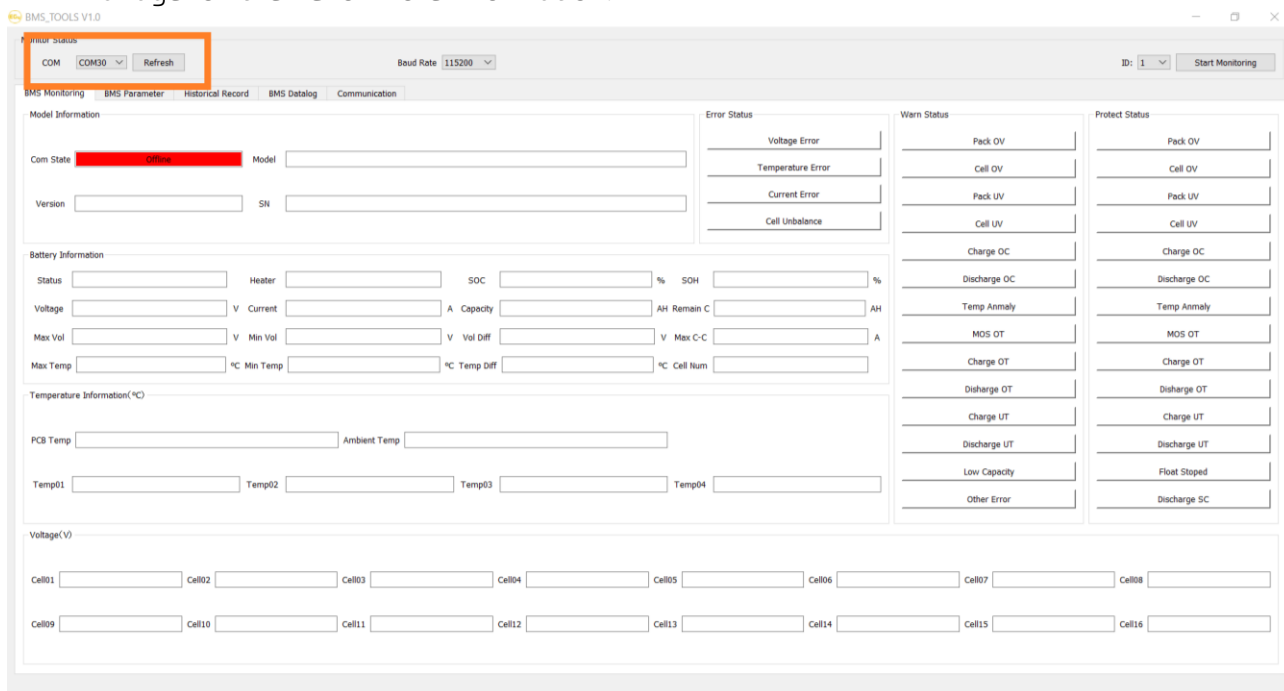 BMS_TOOLS V1.0
Monitor Status
COM COM30 Refresh Baud Rate 115200 ID: 1 Start Monitoring
BMS Monitoring BMS Parameter Historical Record BMS Datalog Communication
Model Information Error Status Warn Status Protect Status
Voltage Error Pack OV Pack OV
Com State Offline Model Temperature Error Cell OV Cell OV
Version SN Current Error Pack UV Pack UV
Cell Unbalance Cell UV Cell UV
Battery Information Charge OC Charge OC
Status Heater SOC % SOH % Discharge OC Discharge OC
Voltage V Current A Capacity AH Remain C AH Temp Anmaly Temp Anmaly
Max Vol V Min Vol V Vol Diff V Max C-C A MOS OT MOS OT
Max Temp ºC Min Temp ºC Temp Diff ºC Cell Num Charge OT Charge OT
Temperature Information(ºC) Disharge OT Disharge OT
Charge UT Charge UT
PCB Temp Ambient Temp Discharge UT Discharge UT
Low Capacity Float Stoped
Temp01 Temp02 Temp03 Temp04 Other Error Discharge SC
Voltage(V)
Cell01 Cell02 Cell03 Cell04 Cell05 Cell06 Cell07 Cell08
Cell09 Cell10 Cell11 Cell12 Cell13 Cell14 Cell15 Cell16